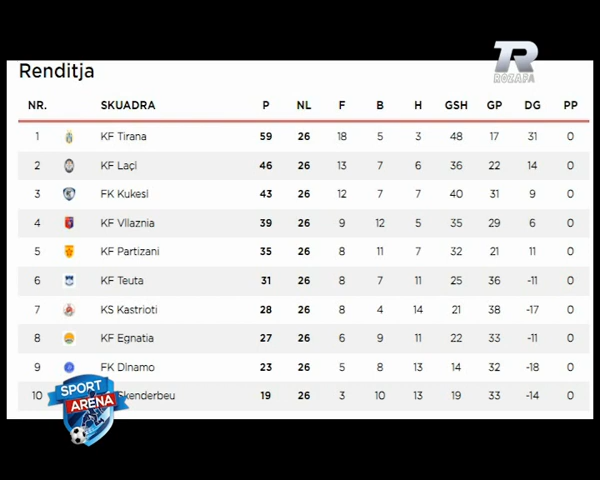 TR
ROZAFA
Renditja
NR. SKUADRA P NL F B H GSH GP DG PP
1 KF Tirana 59 26 18 5 3 48 17 31 0
2 KF Laçi 46 26 13 7 6 36 22 14 0
3 FK Kukesi 43 26 12 7 7 40 31 9 0
4 KF Vllaznia 39 26 9 12 5 35 29 6 0
5 KF Partizani 35 26 8 11 7 32 21 11 0
6 KF Teuta 31 26 8 7 11 25 36 -11 0
7 KS Kastrioti 28 26 8 4 14 21 38 -17 0
8 KF Egnatia 27 26 6 9 11 22 33 -11 0
9 FK DInamo 23 26 5 8 13 14 32 -18 0
10 Skenderbeu 19 26 3 10 13 19 33 -14 0
SPORT
ARENA